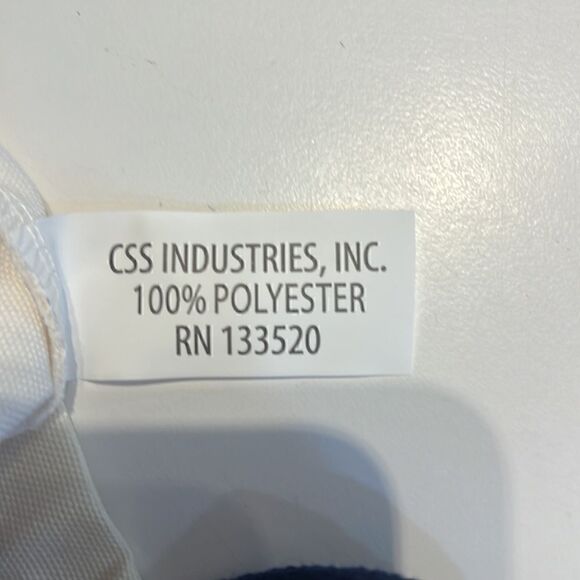 CSS INDUSTRIES, INC.
100% POLYESTER
RN 133520